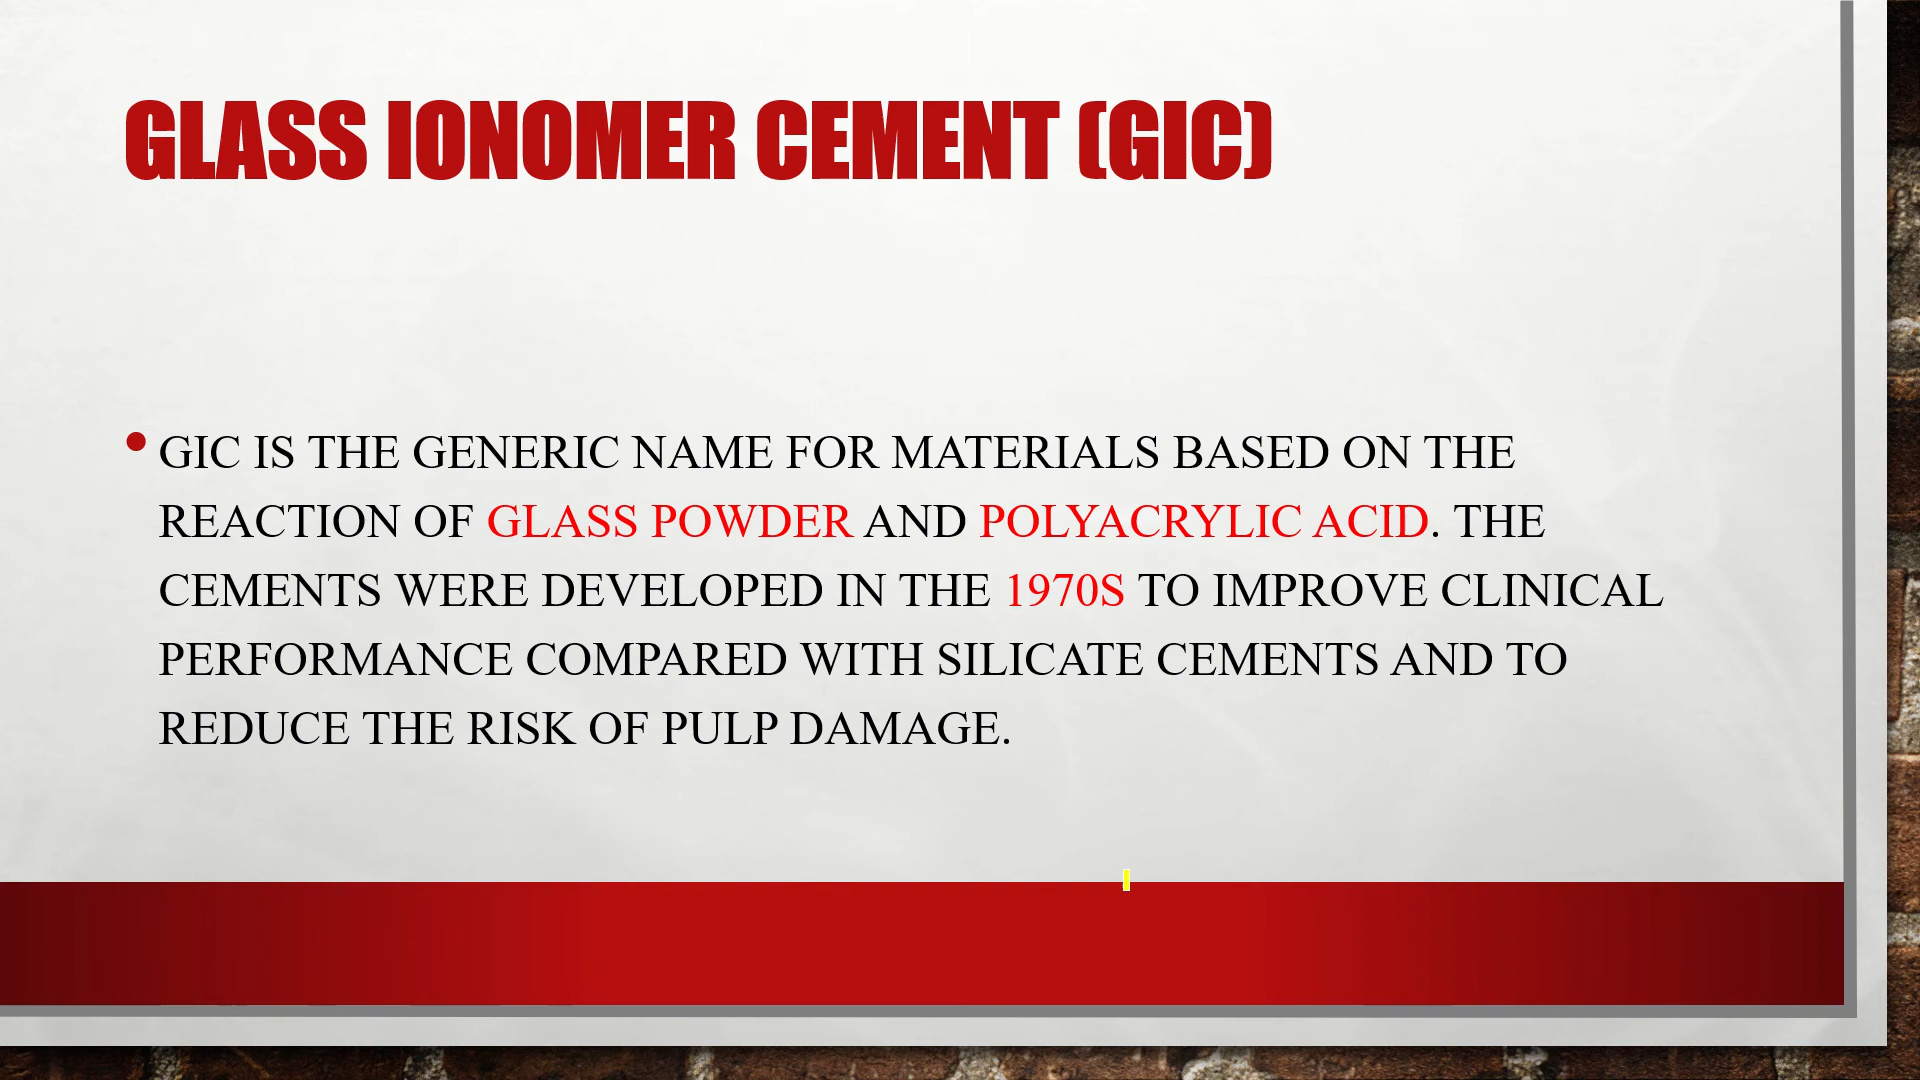 GLASS IONOMER CEMENT (GIC)
• GIC IS THE GENERIC NAME FOR MATERIALS BASED ON THE
REACTION OF GLASS POWDER AND POLYACRYLIC ACID. THE
CEMENTS WERE DEVELOPED IN THE 1970S TO IMPROVE CLINICAL
PERFORMANCE COMPARED WITH SILICATE CEMENTS AND TO
REDUCE THE RISK OF PULP DAMAGE.